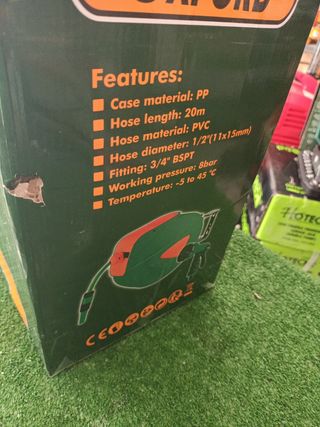 Features:
Case material: PP
Hose length: 20m
Hose material: PVC
Hose diameter: 1/2"(11x15mm)
Fitting: 3/4" BSPT
Working pressure: 8bar
Temperature: -5 to 45 ℃
CE